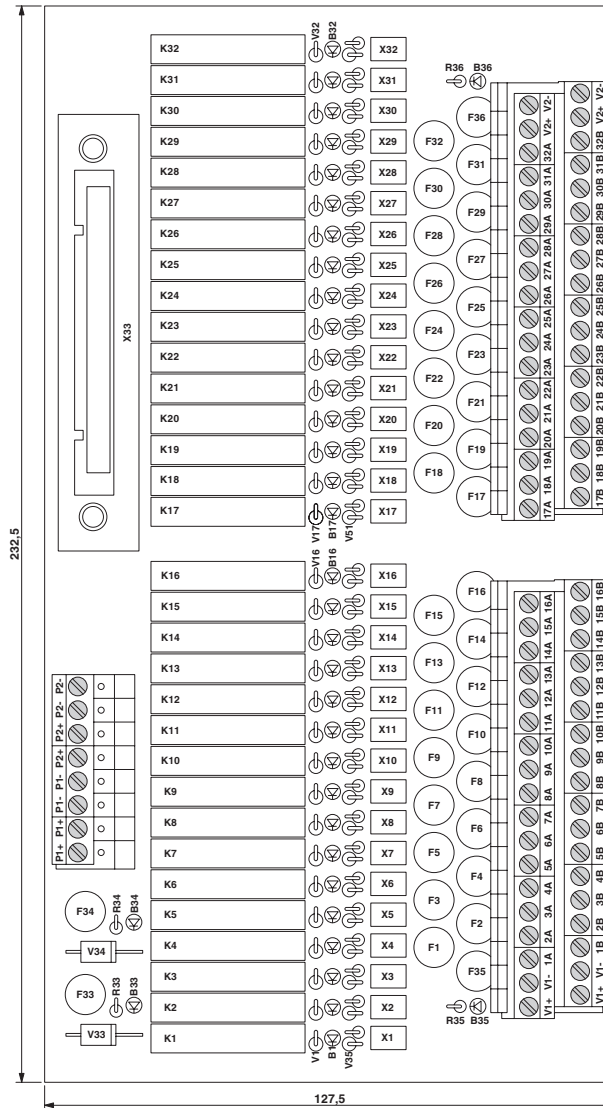 V32
B32
K32
X32
R36 B36
K31
X31
K30
X30
F36
K29
X29
F32
K28
X28
F31
K27
X27
F30
K26
X26
F29
K25
X25
F28
K24
X24
F27
K23
X23
F26
K22
X22
F25
K21
X21
F24
K20
X20
F23
K19
X19
F22
K18
X18
F21
K17
X17
F20
F19
F18
F17
X33
V17
B17
V51
V16
B16
17A 18A 19A 20A 21A 22A 23A 24A 25A 26A 27A 28A 29A 30A 31A 32A V2+ V2-
17B 18B 19B 20B 21B 22B 23B 24B 25B 26B 27B 28B 29B 30B 31B 32B V2+ V2-
232,5
K16
X16
K15
X15
K14
X14
K13
X13
K12
X12
K11
X11
K10
X10
K9
X9
K8
X8
K7
X7
K6
X6
K5
X5
K4
X4
K3
X3
K2
X2
K1
X1
F16
F15
F14
F13
F12
F11
F10
F9
F8
F7
F6
F5
F4
F3
F2
F1
F35
R35 B35
V1
B1
V35
P1+ P1+ P1- P1- P2+ P2+ P2- P2-
F34
R34
B34
V34
F33
R33
B33
V33
V1+ V1- 1A 2A 3A 4A 5A 6A 7A 8A 9A 10A 11A 12A 13A 14A 15A 16A
V1+ V1- 1B 2B 3B 4B 5B 6B 7B 8B 9B 10B 11B 12B 13B 14B 15B 16B
127,5